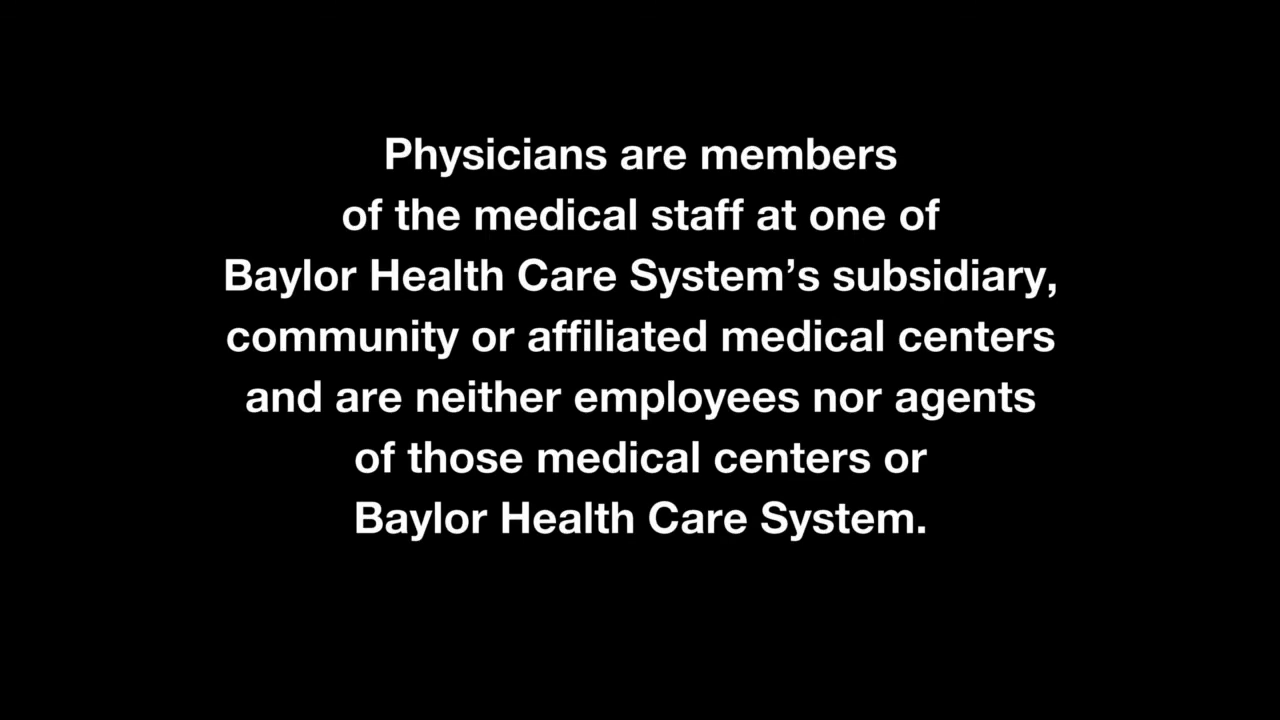 Physicians are members
of the medical staff at one of
Baylor Health Care System’s subsidiary,
community or affiliated medical centers
and are neither employees nor agents
of those medical centers or
Baylor Health Care System.